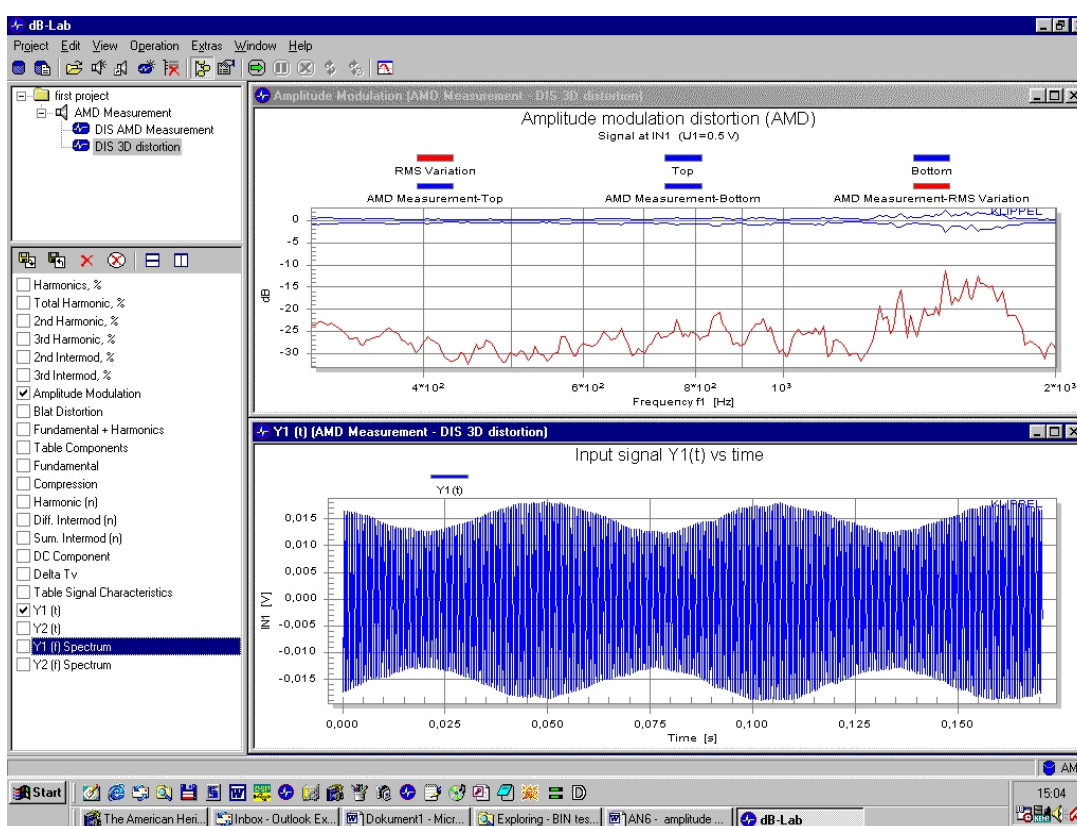 dB-Lab
Project Edit View Operation Extras Window Help
first project
AMD Measurement
DIS AMD Measurement
DIS 3D distortion
Harmonics, %
Total Harmonic, %
2nd Harmonic, %
3rd Harmonic, %
2nd Intermod, %
3rd Intermod, %
Amplitude Modulation
Blat Distortion
Fundamental + Harmonics
Table Components
Fundamental
Compression
Harmonic (n)
Diff. Intermod (n)
Sum. Intermod (n)
DC Component
Delta Tv
Table Signal Characteristics
Y1 (t)
Y2 (t)
Y1 (f) Spectrum
Y2 (f) Spectrum
Amplitude Modulation (AMD Measurement - DIS 3D distortion)
Amplitude modulation distortion (AMD)
Signal at IN1 (U1=0.5 V)
RMS Variation Top Bottom
AMD Measurement-Top AMD Measurement-Bottom AMD Measurement-RMS Variation
KLIPPEL
0
-5
-10
-15
-20
-25
-30
dB
4*10² 6*10² 8*10² 10³ 2*10³
Frequency f1 [Hz]
Y1 (t) (AMD Measurement - DIS 3D distortion)
Input signal Y1(t) vs time
Y1(t)
KLIPPEL
0,015
0,010
0,005
0,000
-0,005
-0,010
-0,015
IN1 [V]
0,000 0,025 0,050 0,075 0,100 0,125 0,150
Time [s]
AM
Start
15:04
The American Heri... Inbox - Outlook Ex... Dokument1 - Micr... Exploring - BIN tes... AN6 - amplitude ... dB-Lab